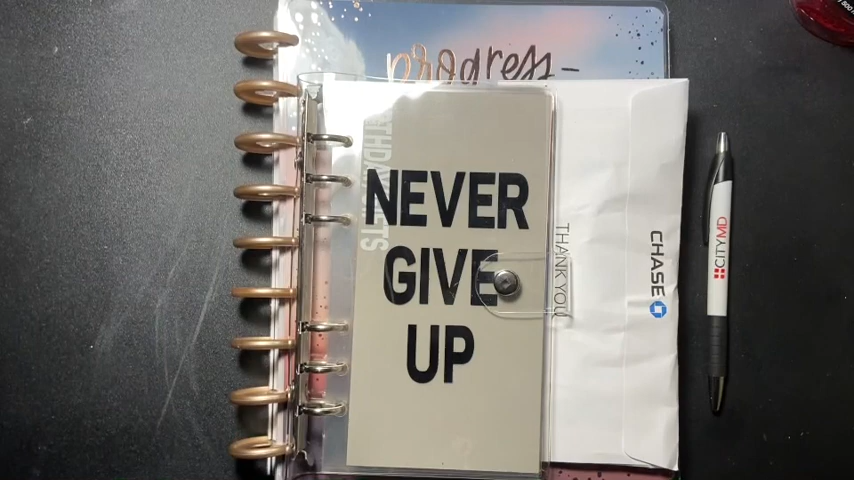 progress-
NEVER
GIVE
UP
THANK YOU
CHASE
CITYMD